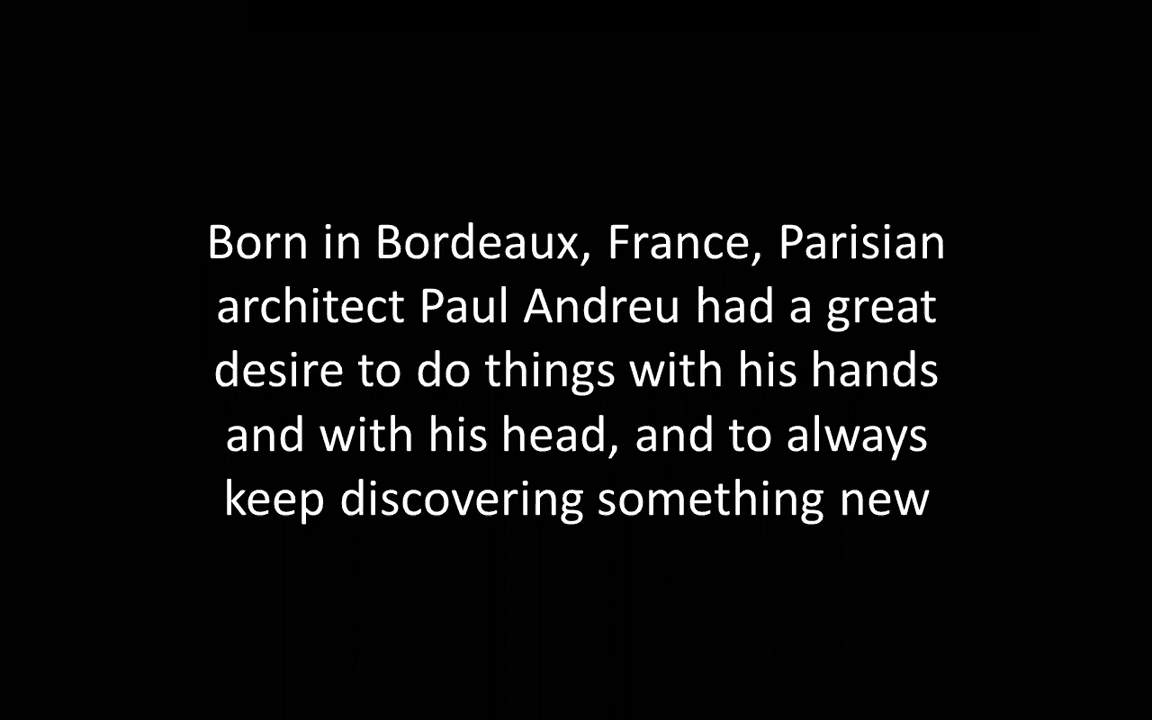 Born in Bordeaux, France, Parisian
architect Paul Andreu had a great
desire to do things with his hands
and with his head, and to always
keep discovering something new